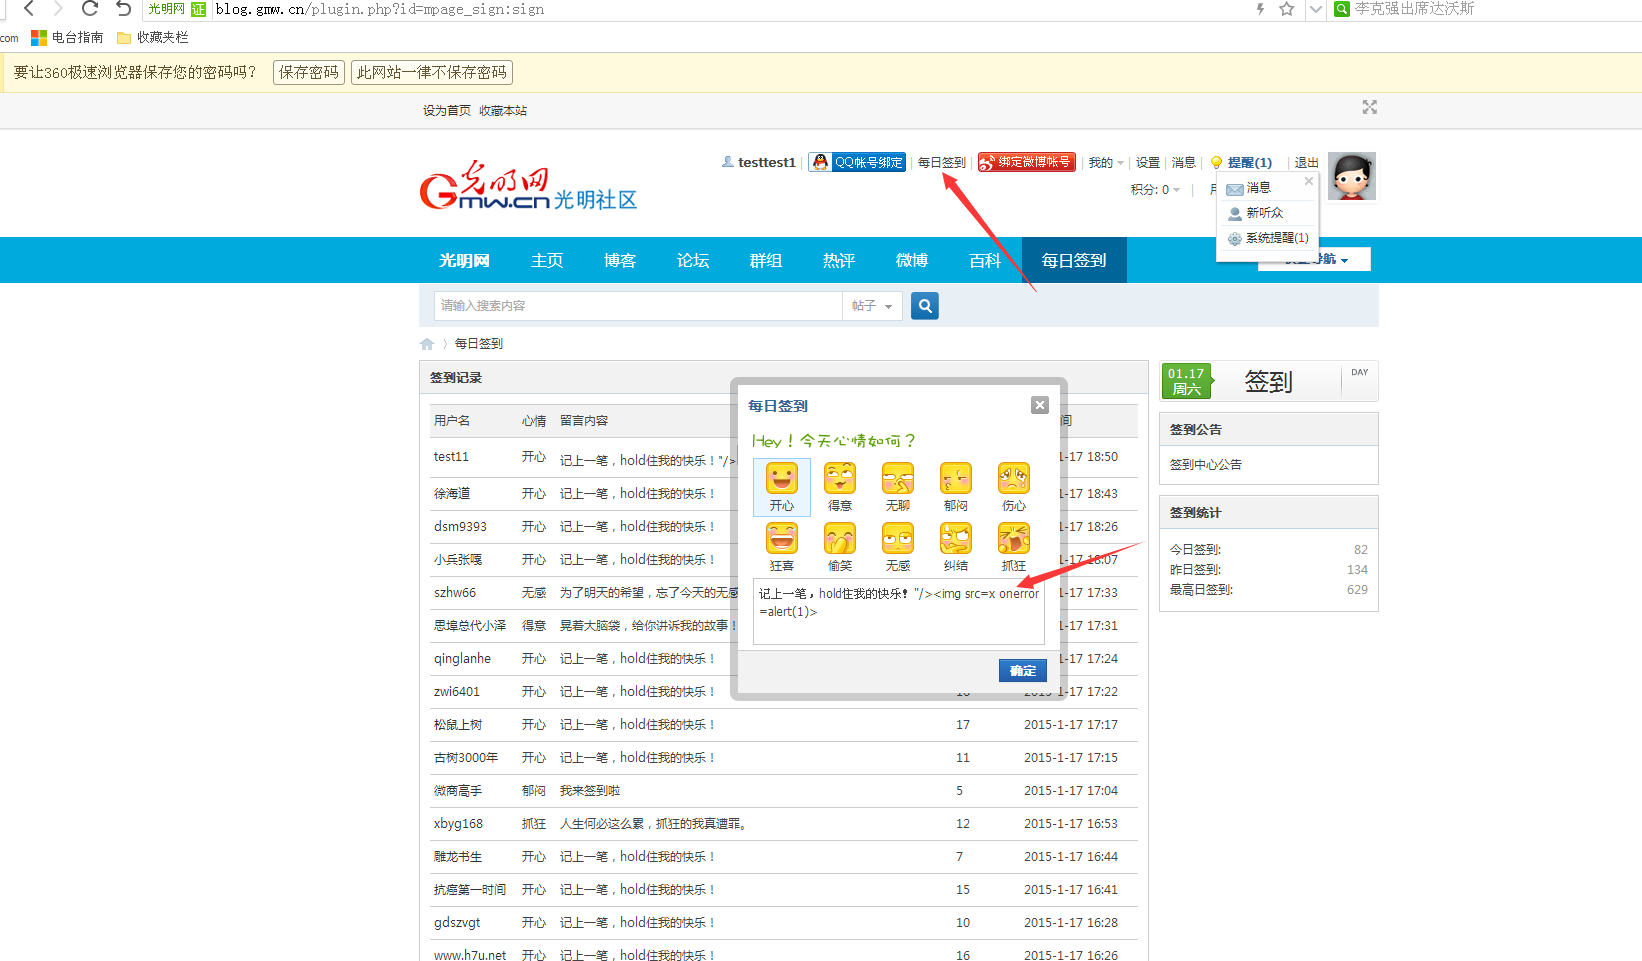 光明网 证 blog.gmw.cn/plugin.php?id=mpage_sign:sign 李克强出席达沃斯
com 电台指南 收藏夹栏
要让360极速浏览器保存您的密码吗? 保存密码 此网站一律不保存密码
设为首页 收藏本站
testtest1 QQ帐号绑定 每日签到 绑定微博帐号 我的 设置 消息 提醒(1) 退出
积分: 0
消息
新听众
系统提醒(1)
光明网 Gmw.cn 光明社区
光明网 主页 博客 论坛 群组 热评 微博 百科 每日签到
请输入搜索内容 帖子
每日签到
签到记录
用户名 心情 留言内容 间
test11 开心 记上一笔，hold住我的快乐！"/> 1-17 18:50
徐海道 开心 记上一笔，hold住我的快乐！ 1-17 18:43
dsm9393 开心 记上一笔，hold住我的快乐！ 1-17 18:26
小兵张嘎 开心 记上一笔，hold住我的快乐！ 1-17 18:07
szhw66 无感 为了明天的希望，忘了今天的无感 1-17 17:33
思埠总代小泽 得意 晃着大脑袋，给你讲诉我的故事！ 1-17 17:31
qinglanhe 开心 记上一笔，hold住我的快乐！ 1-17 17:24
zwi6401 开心 记上一笔，hold住我的快乐！ 2015-1-17 17:22
松鼠上树 开心 记上一笔，hold住我的快乐！ 17 2015-1-17 17:17
古树3000年 开心 记上一笔，hold住我的快乐！ 11 2015-1-17 17:15
微商高手 郁闷 我来签到啦 5 2015-1-17 17:04
xbyg168 抓狂 人生何必这么累，抓狂的我真遭罪。 12 2015-1-17 16:53
雕龙书生 开心 记上一笔，hold住我的快乐！ 7 2015-1-17 16:44
抗癌第一时间 开心 记上一笔，hold住我的快乐！ 15 2015-1-17 16:41
gdszvgt 开心 记上一笔，hold住我的快乐！ 10 2015-1-17 16:28
www.h7u.net 开心 记上一笔，hold住我的快乐！ 16 2015-1-17 16:26
每日签到
Hey！今天心情如何？
开心 得意 无聊 郁闷 伤心
狂喜 偷笑 无感 纠结 抓狂
记上一笔，hold住我的快乐！"/><img src=x onerror
=alert(1)>
确定
01.17
周六
签到
DAY
签到公告
签到中心公告
签到统计
今日签到: 82
昨日签到: 134
最高日签到: 629